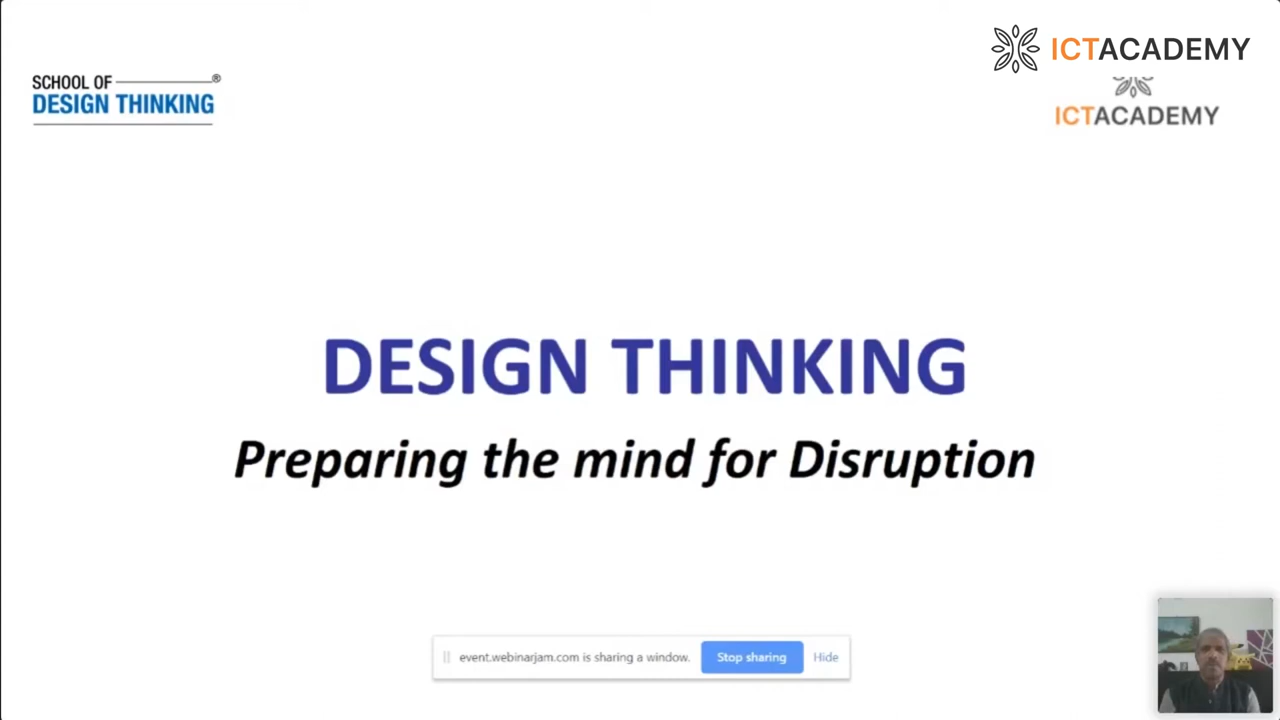 ICTACADEMY
SCHOOL OF ®
DESIGN THINKING
ICTACADEMY
DESIGN THINKING
Preparing the mind for Disruption
event.webinarjam.com is sharing a window. Stop sharing Hide